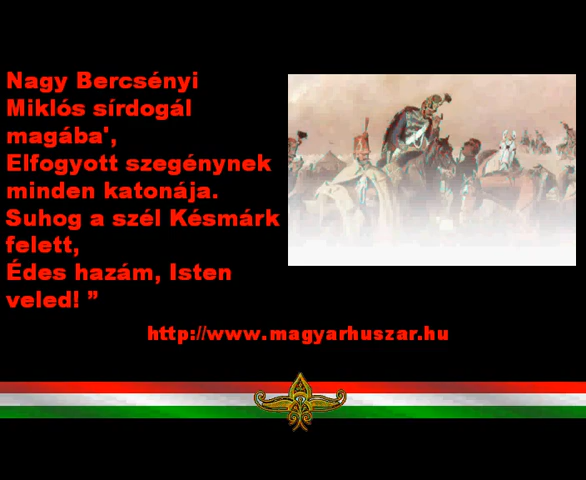 Nagy Bercsényi
Miklós sírdogál
magába',
Elfogyott szegénynek
minden katonája.
Suhog a szél Késmárk
felett,
Édes hazám, Isten
veled! ”
http://www.magyarhuszar.hu